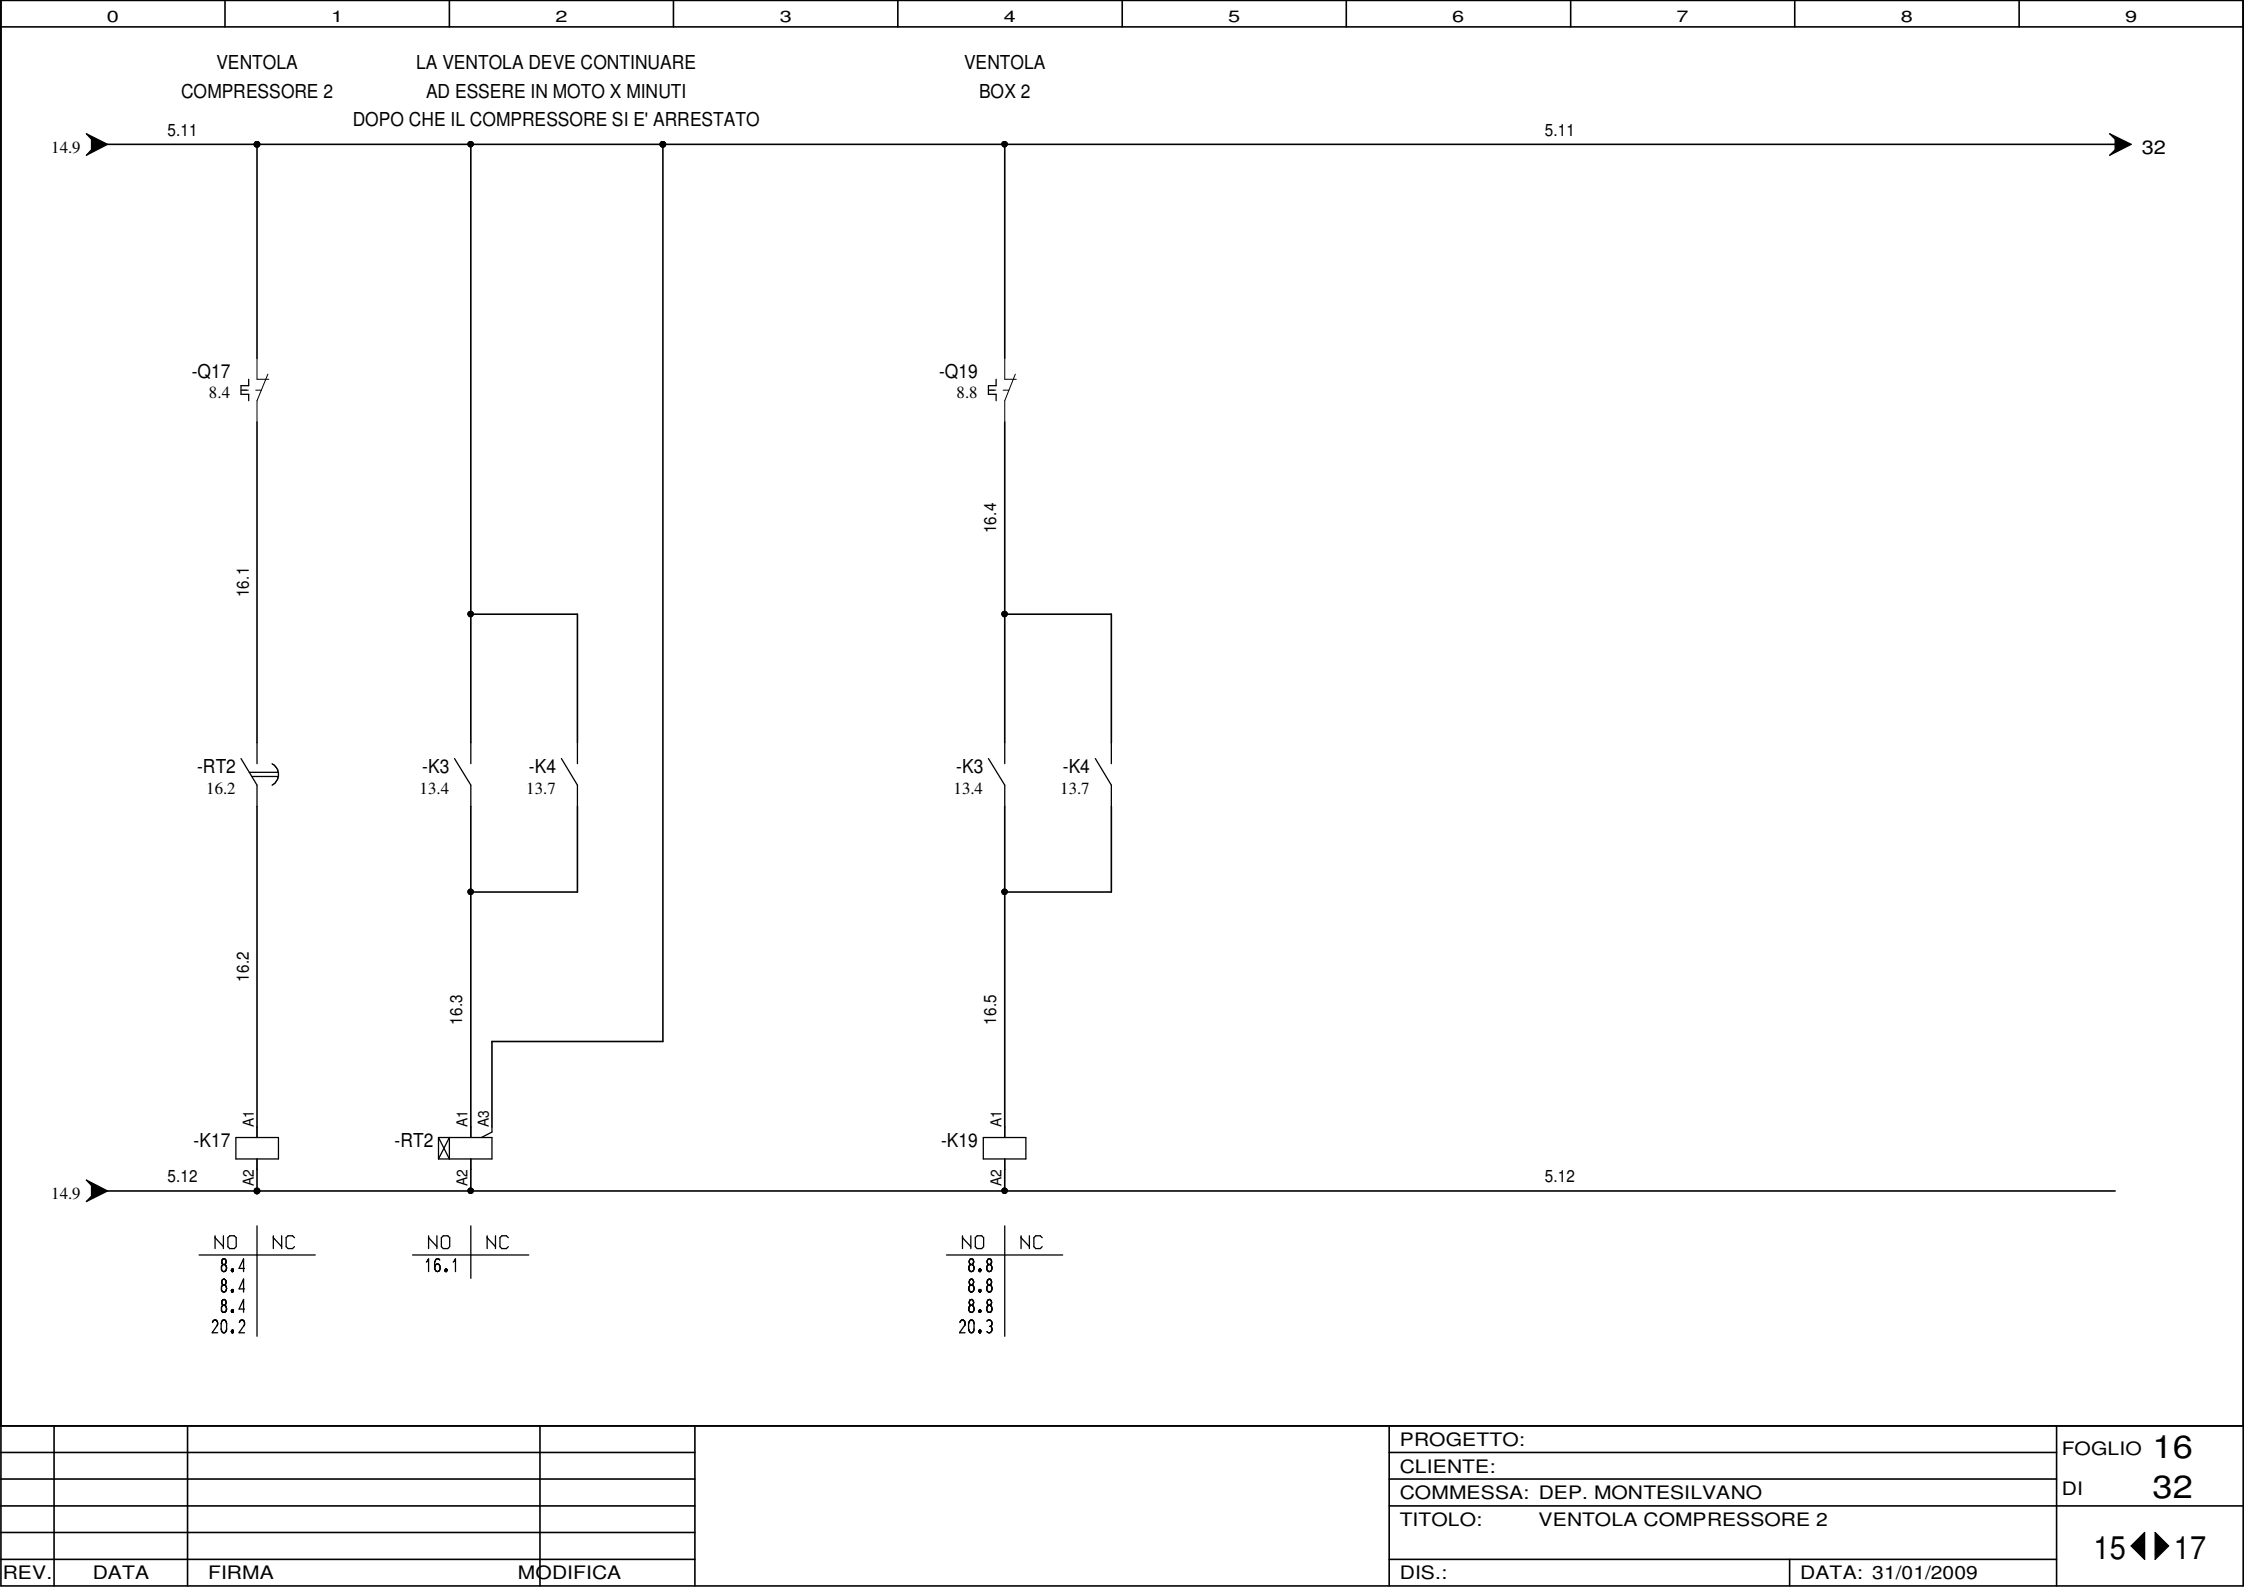 0 1 2 3 4 5 6 7 8 9
VENTOLA
COMPRESSORE 2
LA VENTOLA DEVE CONTINUARE
AD ESSERE IN MOTO X MINUTI
DOPO CHE IL COMPRESSORE SI E' ARRESTATO
VENTOLA
BOX 2
14.9 5.11 5.11 32
-Q17
8.4
-Q19
8.8
16.4
16.1
-RT2
16.2
-K3
13.4
-K4
13.7
-K3
13.4
-K4
13.7
16.2
16.3
16.5
A1 A1 A3 A1
-K17 -RT2 -K19
A2 A2 A2
14.9 5.12 5.12
NO NC
8.4
8.4
8.4
20.2
NO NC
16.1
NO NC
8.8
8.8
8.8
20.3
REV. DATA FIRMA MODIFICA
PROGETTO:
CLIENTE:
COMMESSA: DEP. MONTESILVANO
TITOLO: VENTOLA COMPRESSORE 2
DIS.: DATA: 31/01/2009
FOGLIO 16
DI 32
15 17